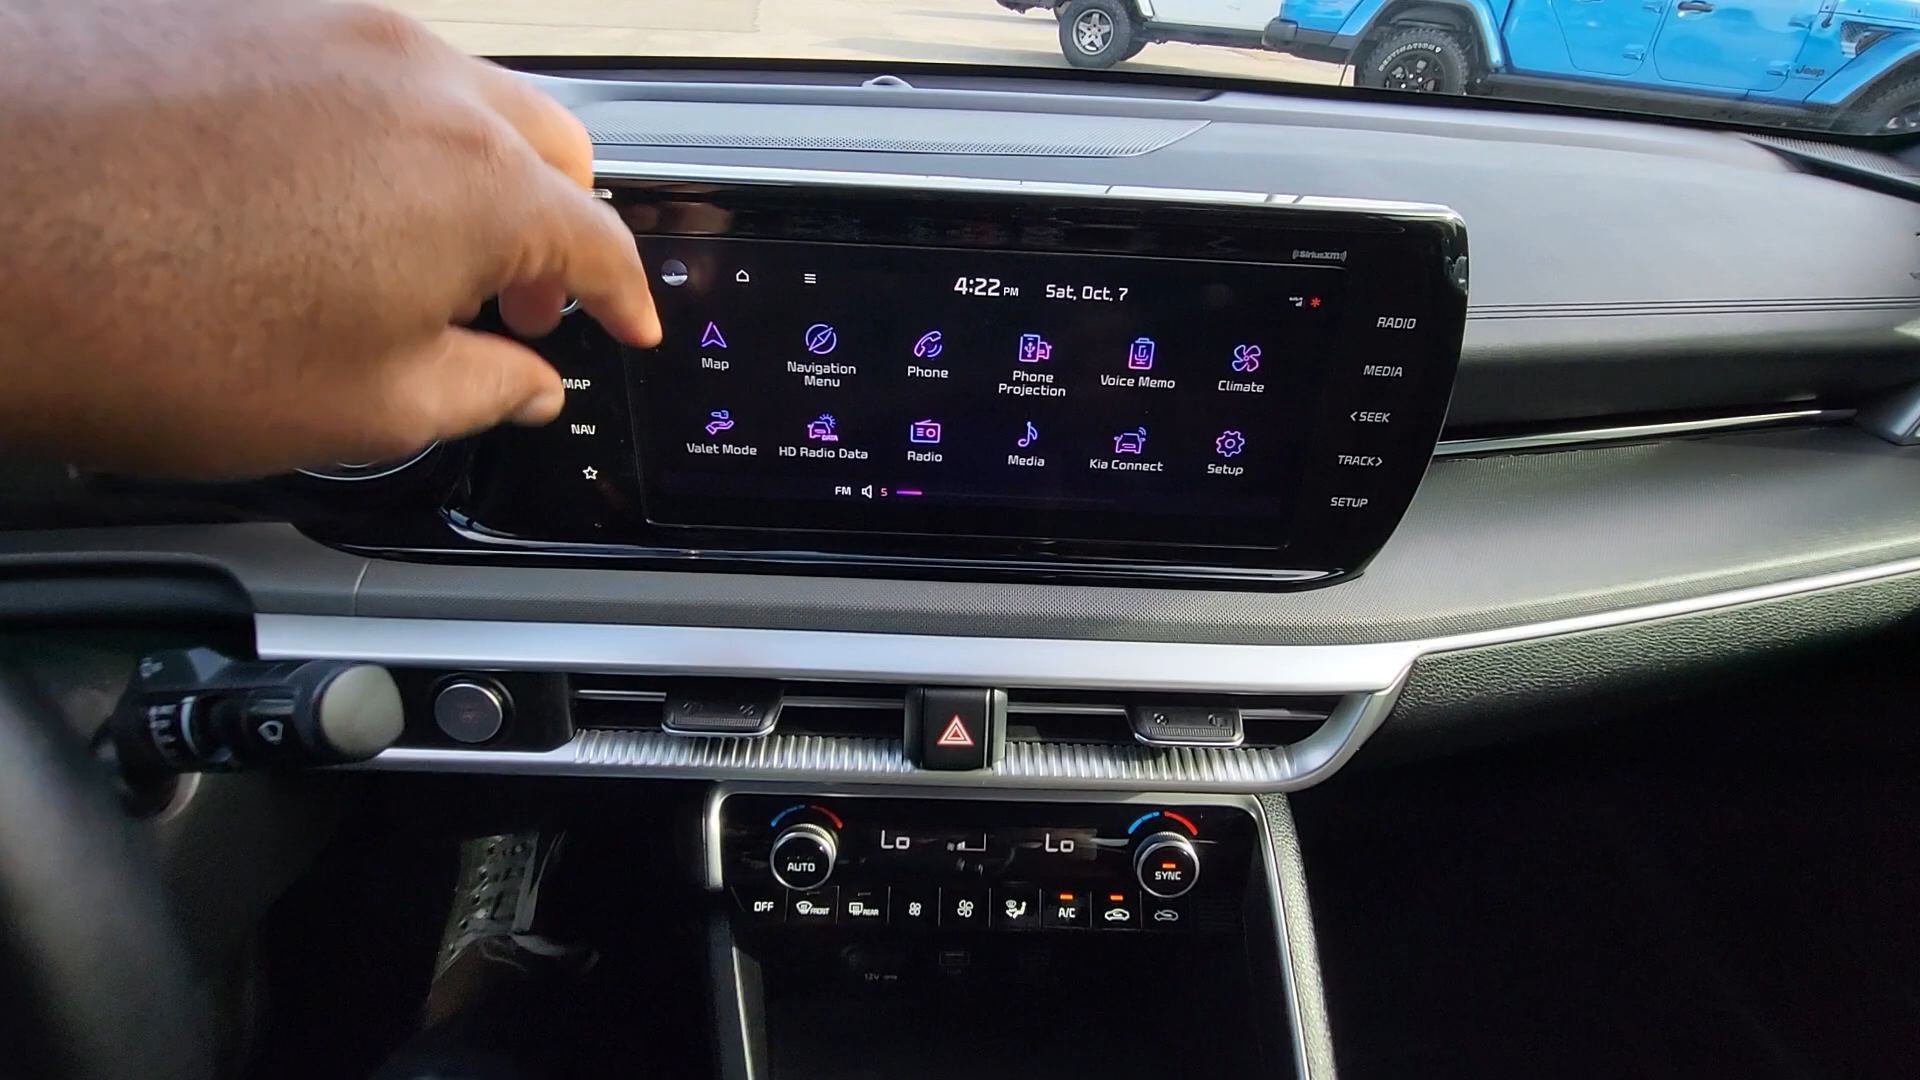 Jeep
((SiriusXM))
4:22 PM Sat, Oct. 7
Map
Navigation
Menu
Phone
Phone
Projection
Voice Memo
Climate
Valet Mode
HD Radio Data
Radio
Media
Kia Connect
Setup
FM 5
MAP
NAV
RADIO
MEDIA
<SEEK
TRACK>
SETUP
AUTO
Lo
Lo
SYNC
OFF
FRONT
REAR
A/C
12V